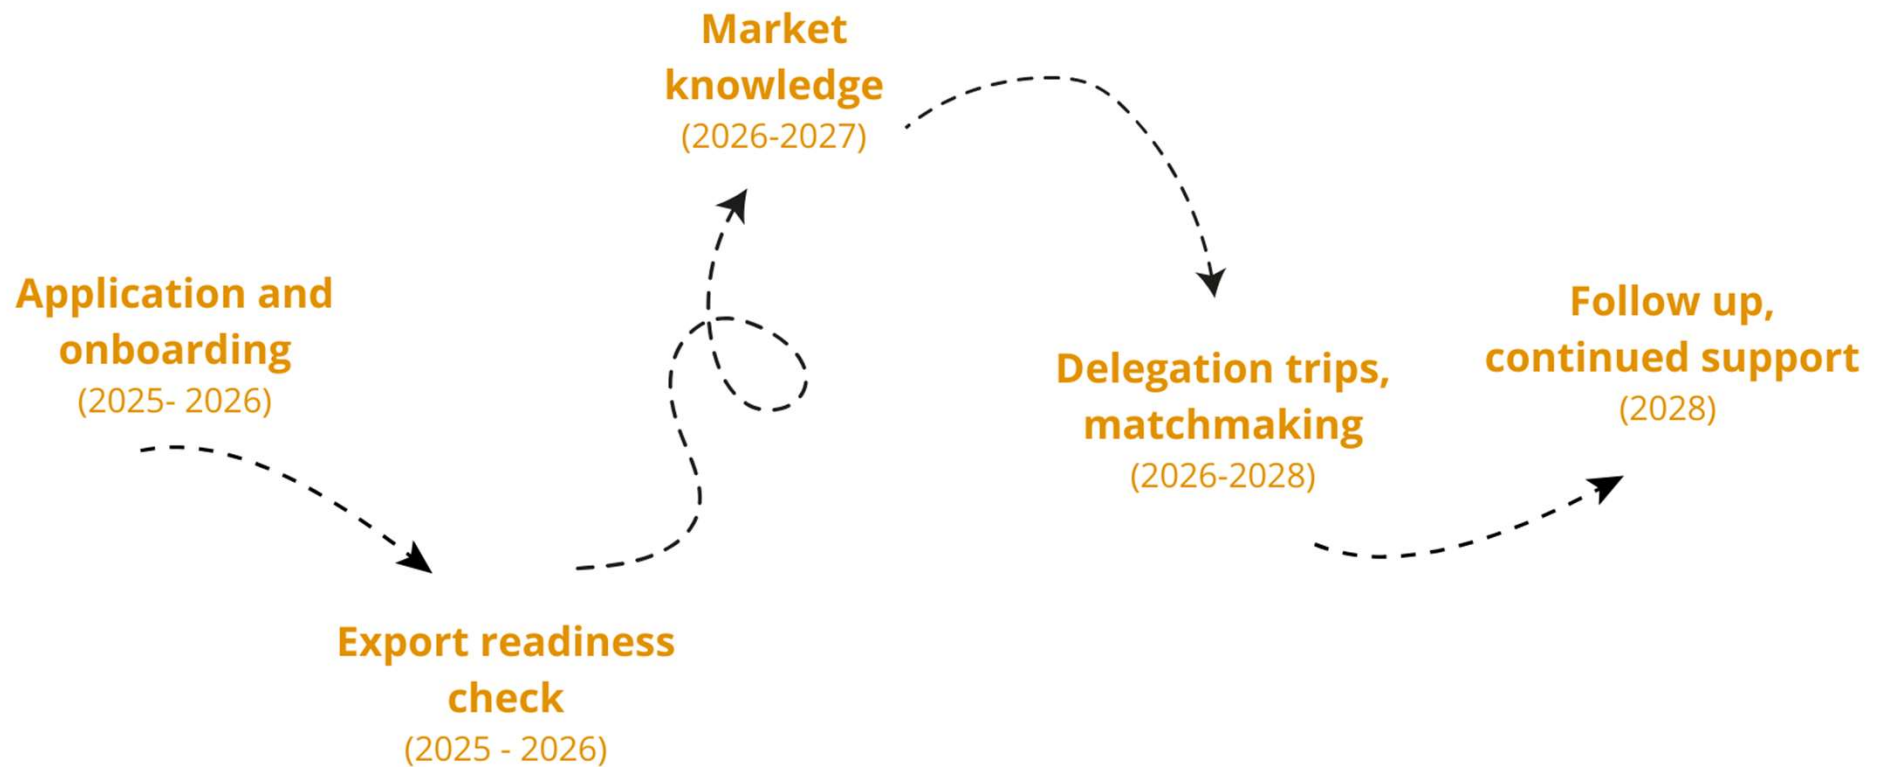 Application and
onboarding
(2025- 2026)
Export readiness
check
(2025 - 2026)
Market
knowledge
(2026-2027)
Delegation trips,
matchmaking
(2026-2028)
Follow up,
continued support
(2028)